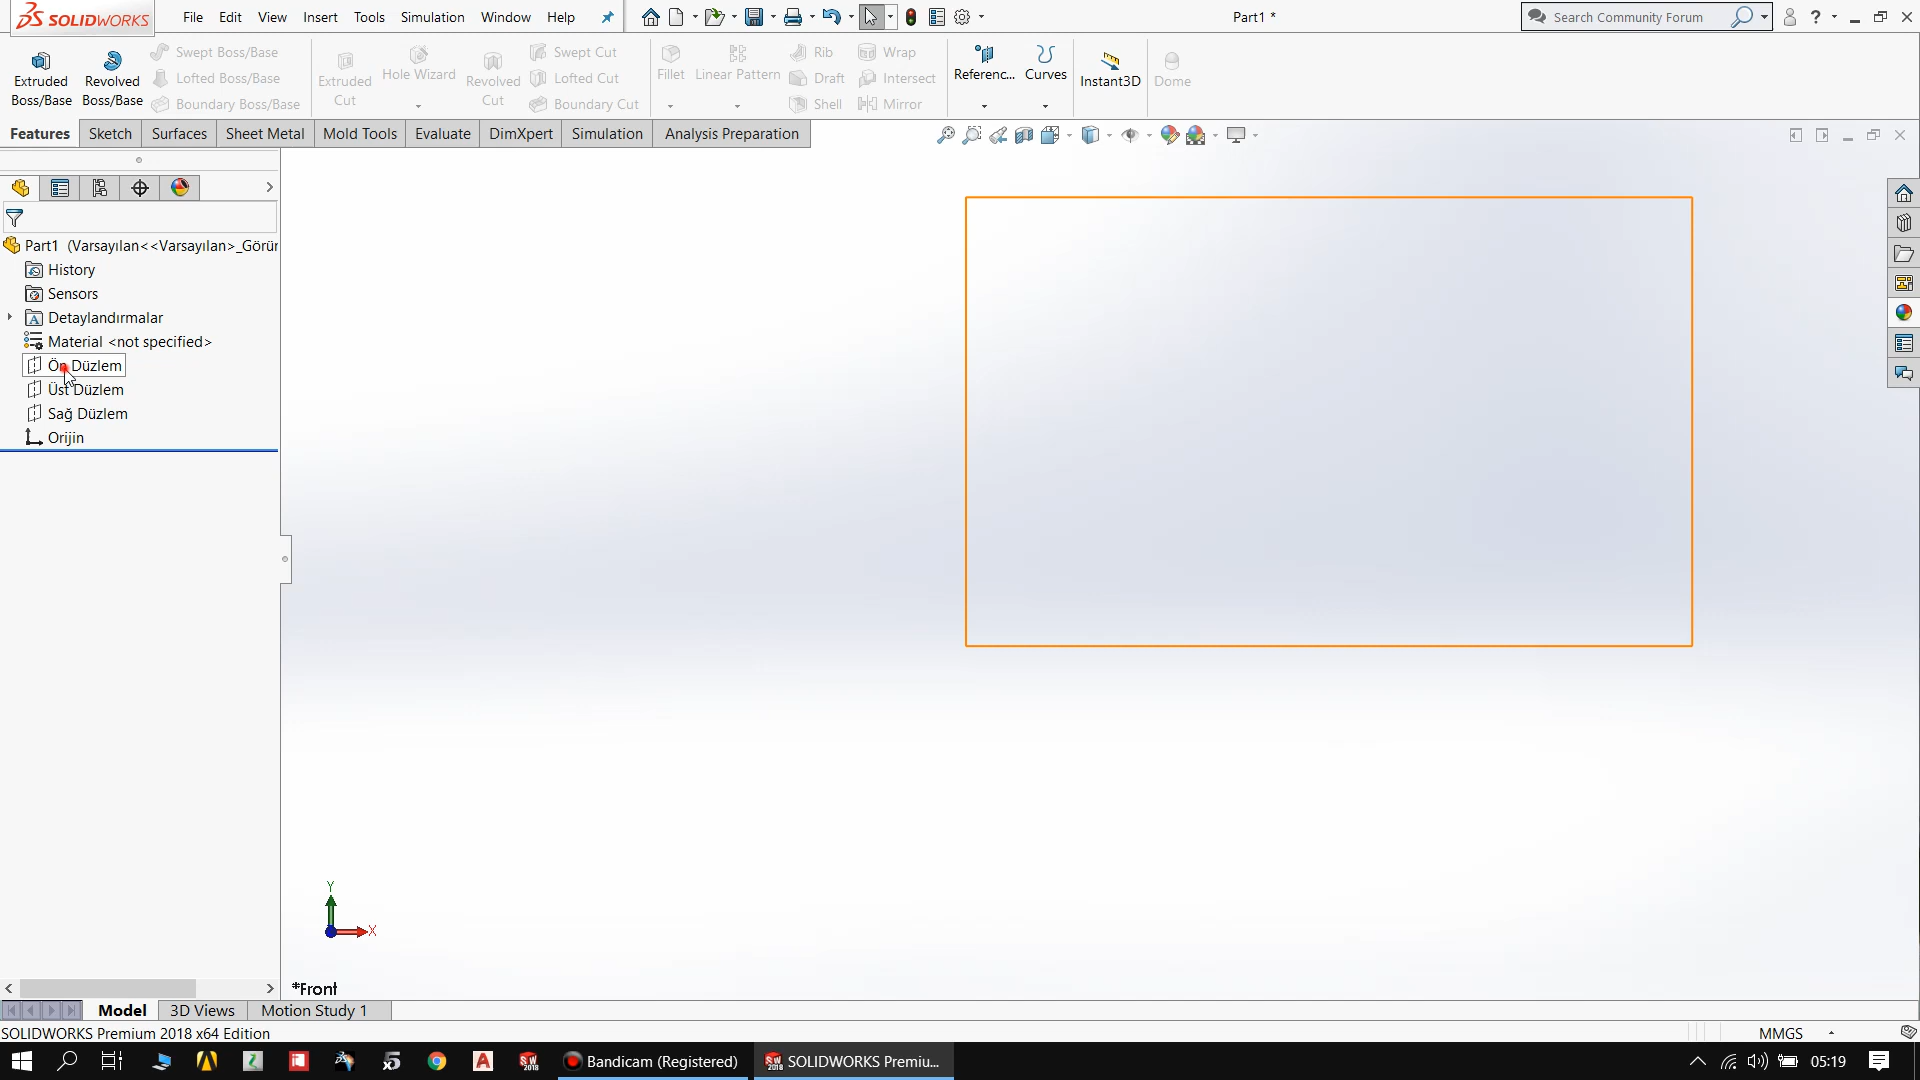 SOLIDWORKS File Edit View Insert Tools Simulation Window Help Part1 * Search Community Forum ?
Extruded Boss/Base
Revolved Boss/Base
Swept Boss/Base
Lofted Boss/Base
Boundary Boss/Base
Extruded Cut
Hole Wizard
Revolved Cut
Swept Cut
Lofted Cut
Boundary Cut
Fillet
Linear Pattern
Rib
Draft
Shell
Wrap
Intersect
Mirror
Referenc...
Curves
Instant3D
Dome
Features Sketch Surfaces Sheet Metal Mold Tools Evaluate DimXpert Simulation Analysis Preparation
Part1 (Varsayılan<<Varsayılan>_Görür
History
Sensors
A Detaylandırmalar
Material <not specified>
Ön Düzlem
Üst Düzlem
Sağ Düzlem
Orijin
Y
X
*Front
Model 3D Views Motion Study 1
SOLIDWORKS Premium 2018 x64 Edition MMGS
Bandicam (Registered) SOLIDWORKS Premiu... 05:19